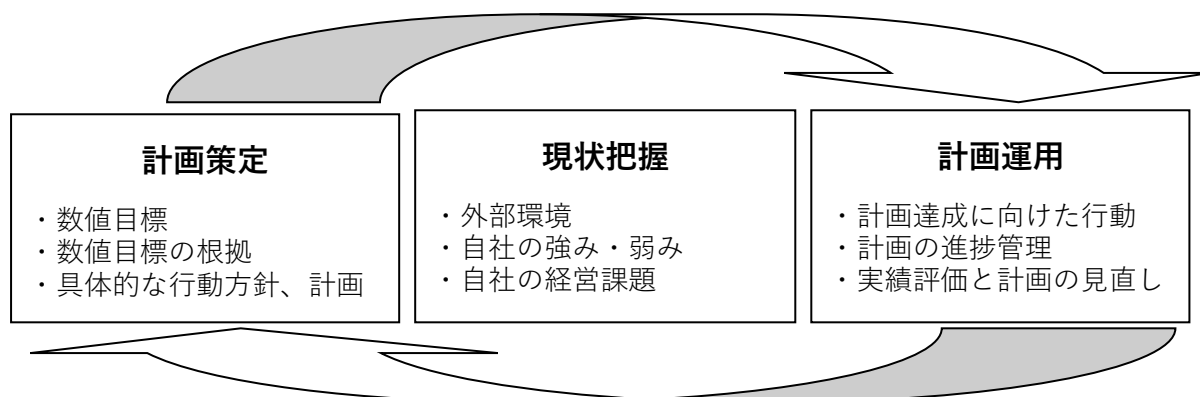 計画策定
・数値目標
・数値目標の根拠
・具体的な行動方針、計画
現状把握
・外部環境
・自社の強み・弱み
・自社の経営課題
計画運用
・計画達成に向けた行動
・計画の進捗管理
・実績評価と計画の見直し